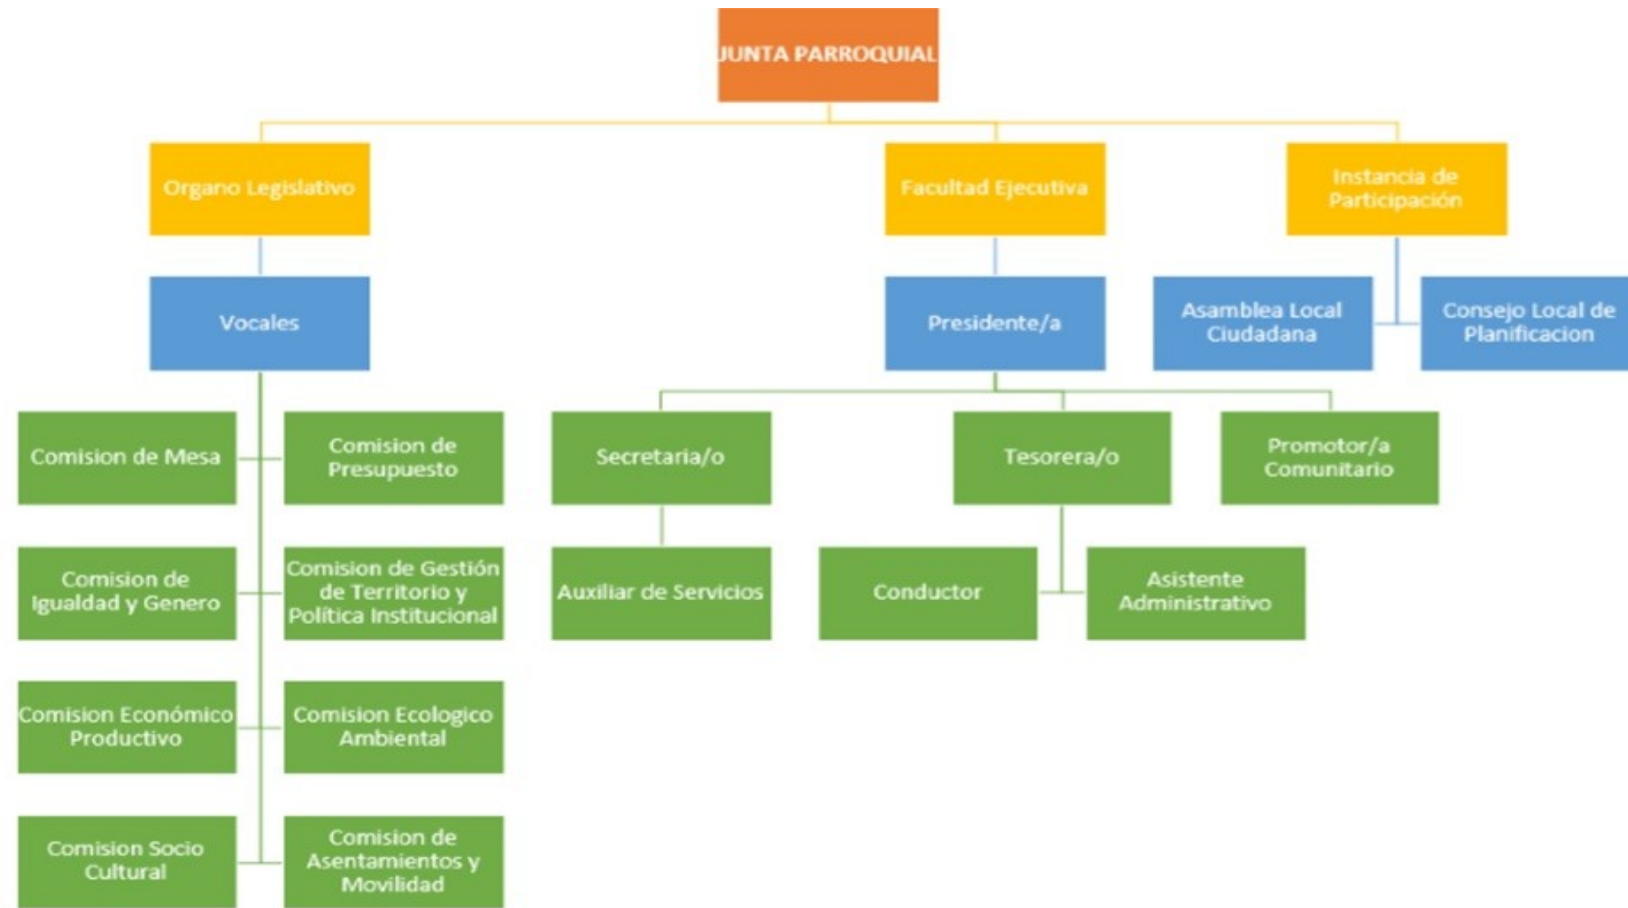 JUNTA PARROQUIAL
Organo Legislativo
Facultad Ejecutiva
Instancia de
Participación
Vocales
Presidente/a
Asamblea Local
Ciudadana
Consejo Local de
Planificacion
Comision de Mesa
Comision de
Presupuesto
Secretaria/o
Tesorera/o
Promotor/a
Comunitario
Comision de
Igualdad y Genero
Comision de Gestión
de Territorio y
Política Institucional
Auxiliar de Servicios
Conductor
Asistente
Administrativo
Comision Económico
Productivo
Comision Ecologico
Ambiental
Comision Socio
Cultural
Comision de
Asentamientos y
Movilidad